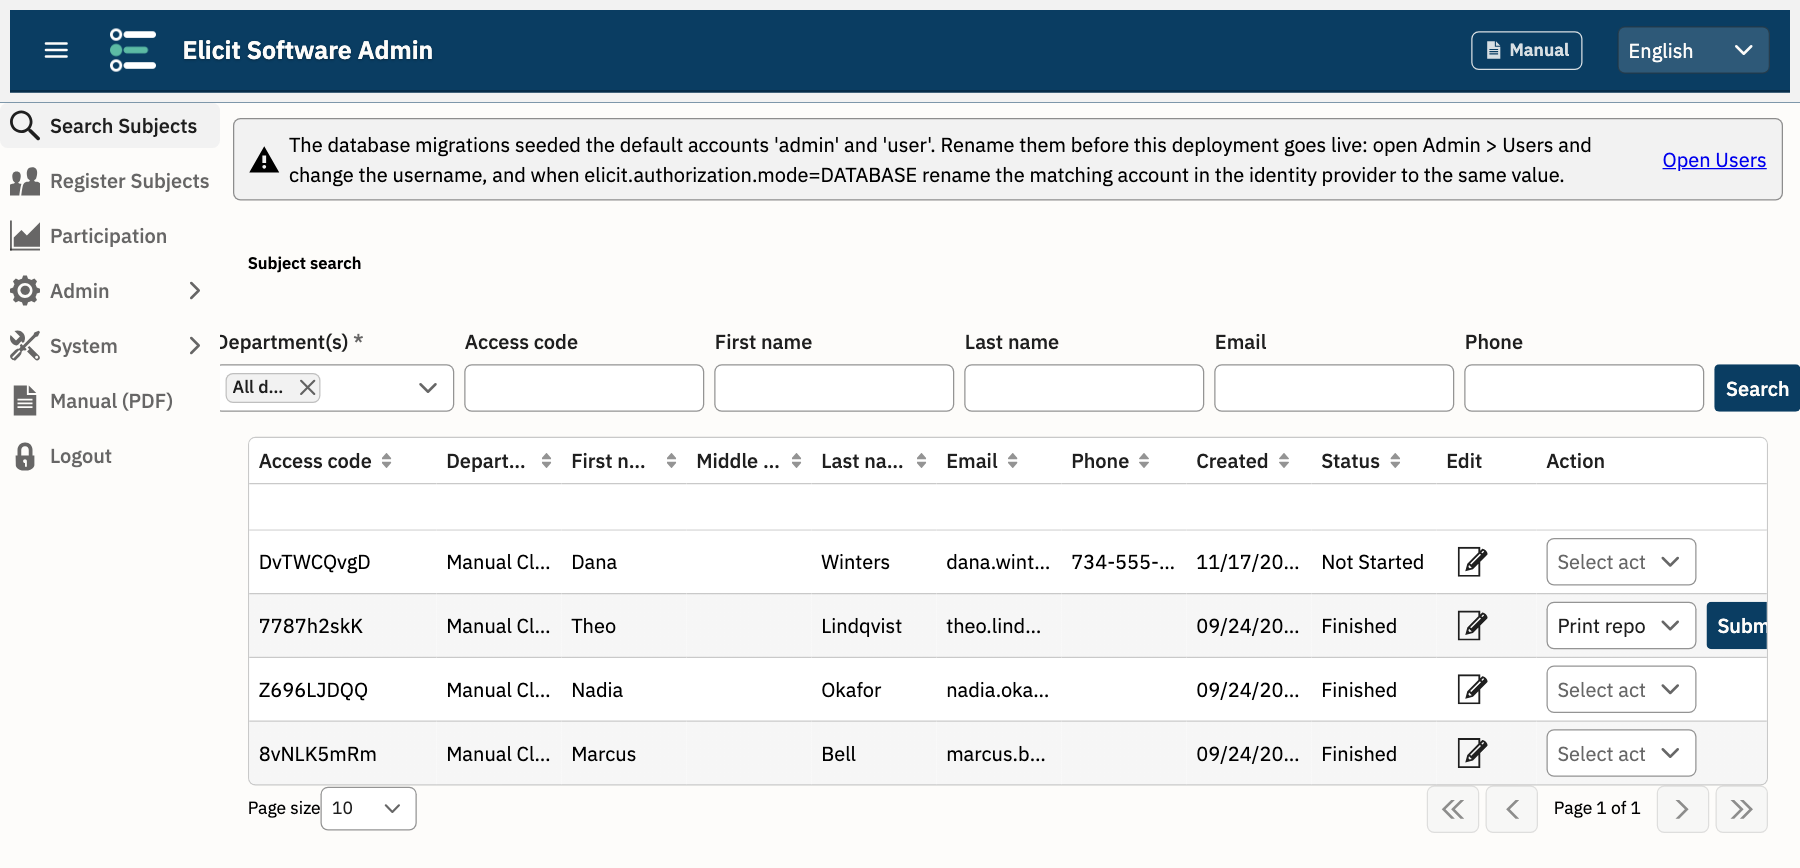 Elicit Software Admin
Manual
English
Search Subjects
Register Subjects
Participation
Admin
System
Manual (PDF)
Logout
The database migrations seeded the default accounts 'admin' and 'user'. Rename them before this deployment goes live: open Admin > Users and
change the username, and when elicit.authorization.mode=DATABASE rename the matching account in the identity provider to the same value.
Open Users
Subject search
Department(s) * Access code First name Last name Email Phone
All d...
Search
Access code Depart... First n... Middle ... Last na... Email Phone Created Status Edit Action
DvTWCQvgD Manual Cl... Dana Winters dana.wint... 734-555-... 11/17/20... Not Started Select act
7787h2skK Manual Cl... Theo Lindqvist theo.lind... 09/24/20... Finished Print repo Subm
Z696LJDQQ Manual Cl... Nadia Okafor nadia.oka... 09/24/20... Finished Select act
8vNLK5mRm Manual Cl... Marcus Bell marcus.b... 09/24/20... Finished Select act
Page size 10
Page 1 of 1